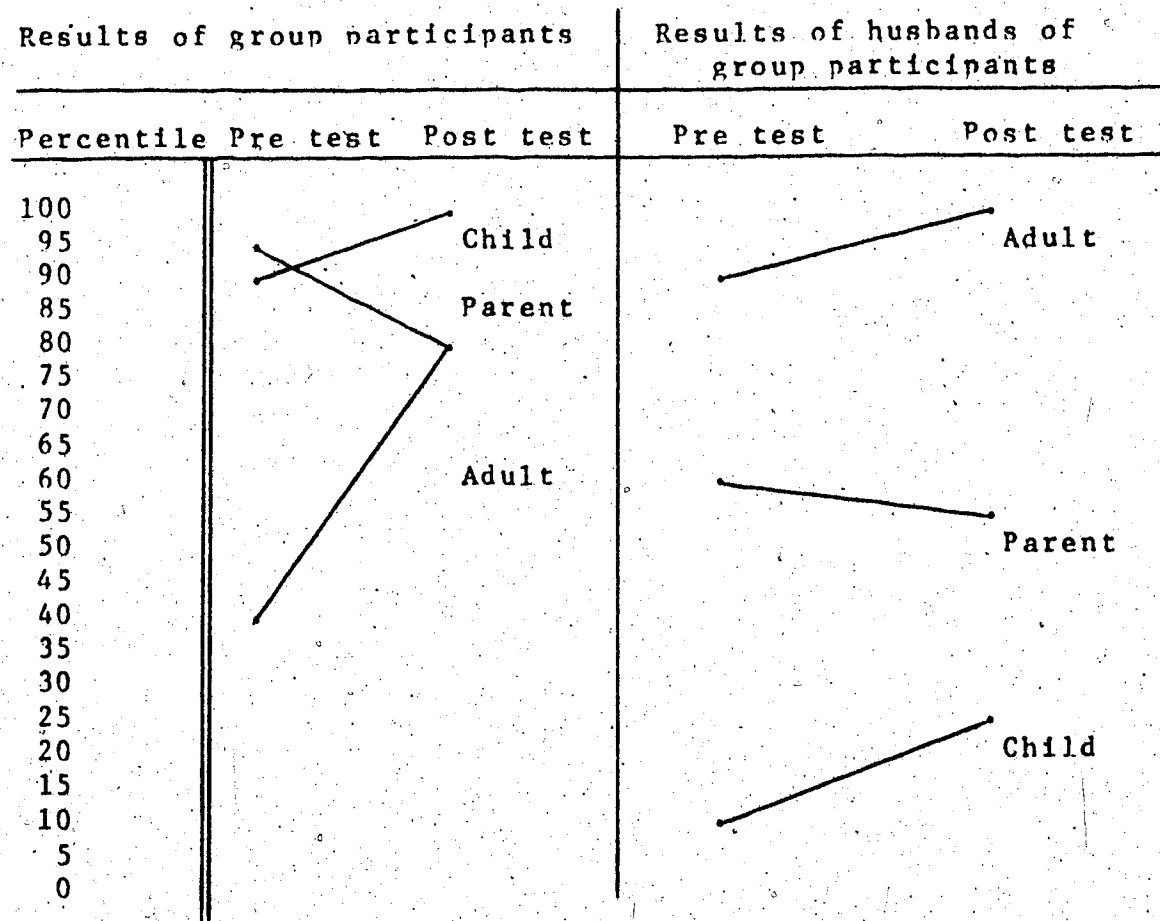 Results of group participants
Results of husbands of
group participants
Percentile Pre test Post test
Pre test Post test
100
95
90
85
80
75
70
65
60
55
50
45
40
35
30
25
20
15
10
5
0
Child
Parent
Adult
Adult
Parent
Child